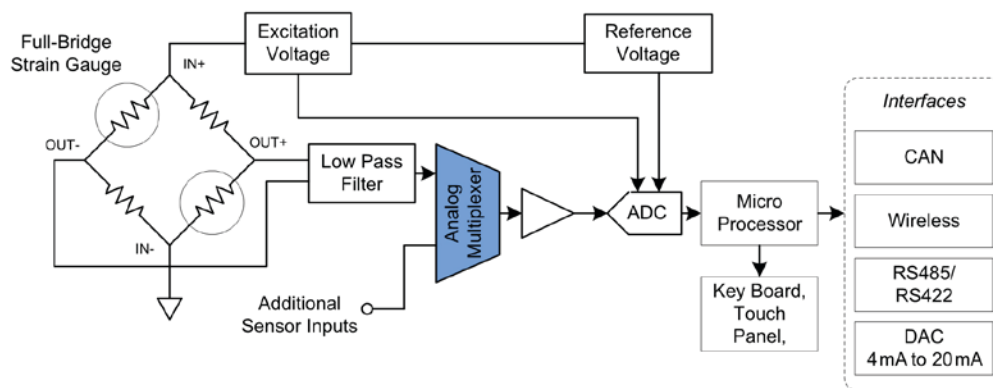 Full-Bridge
Strain Gauge
IN+
OUT-
OUT+
IN-
Excitation
Voltage
Reference
Voltage
Low Pass
Filter
Analog
Multiplexer
Additional
Sensor Inputs
ADC
Micro
Processor
Key Board,
Touch
Panel,
Interfaces
CAN
Wireless
RS485/
RS422
DAC
4mA to 20mA